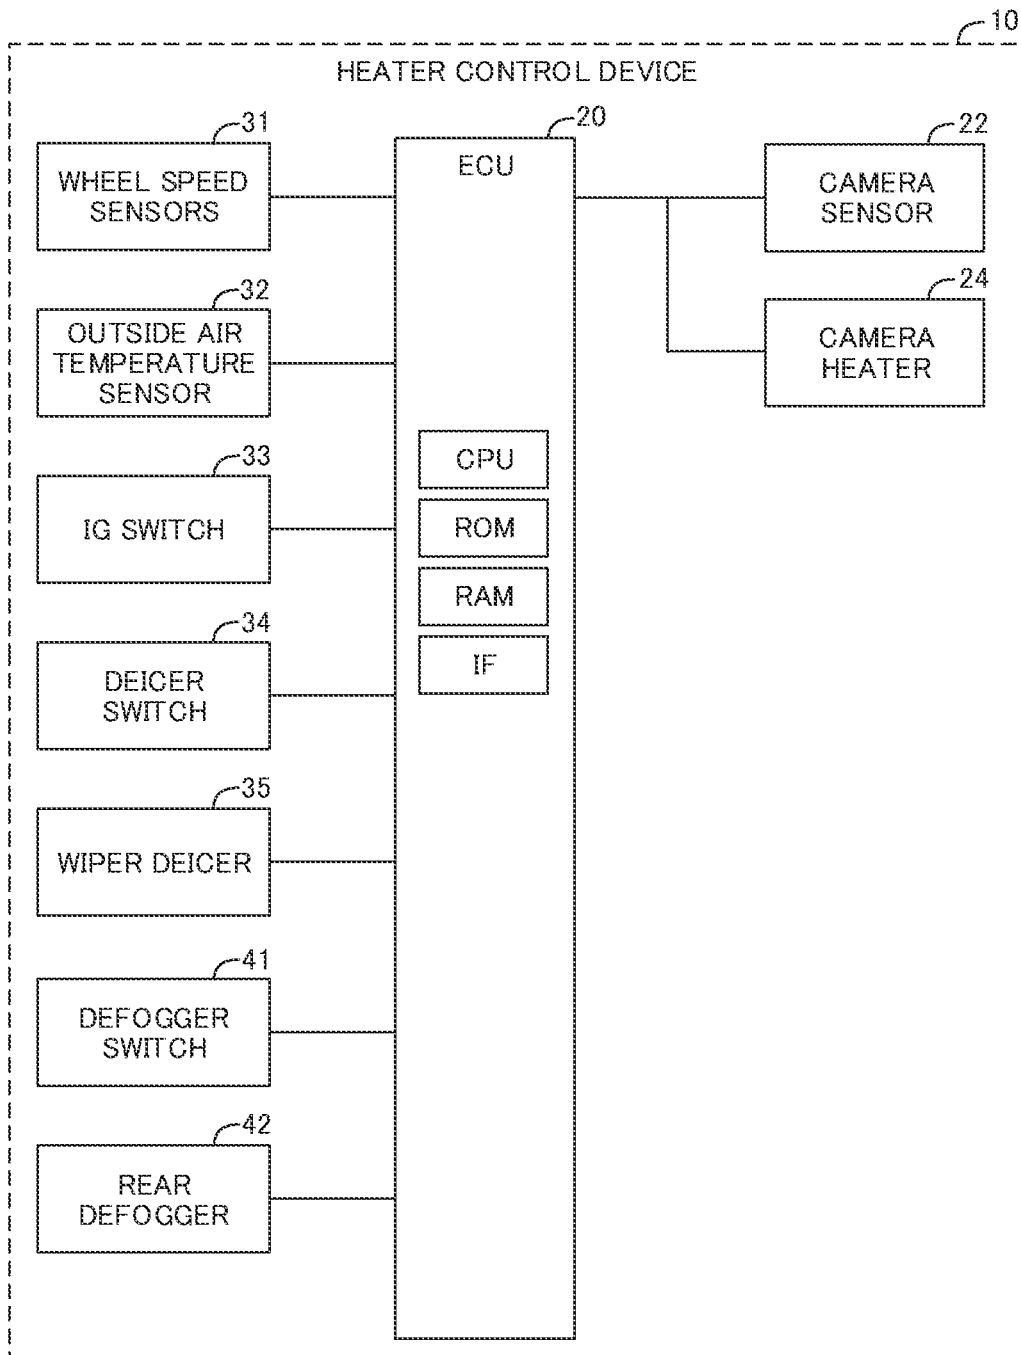 10
HEATER CONTROL DEVICE
31
WHEEL SPEED
SENSORS
32
OUTSIDE AIR
TEMPERATURE
SENSOR
33
IG SWITCH
34
DEICER
SWITCH
35
WIPER DEICER
41
DEFOGGER
SWITCH
42
REAR
DEFOGGER
20
ECU
CPU
ROM
RAM
IF
22
CAMERA
SENSOR
24
CAMERA
HEATER